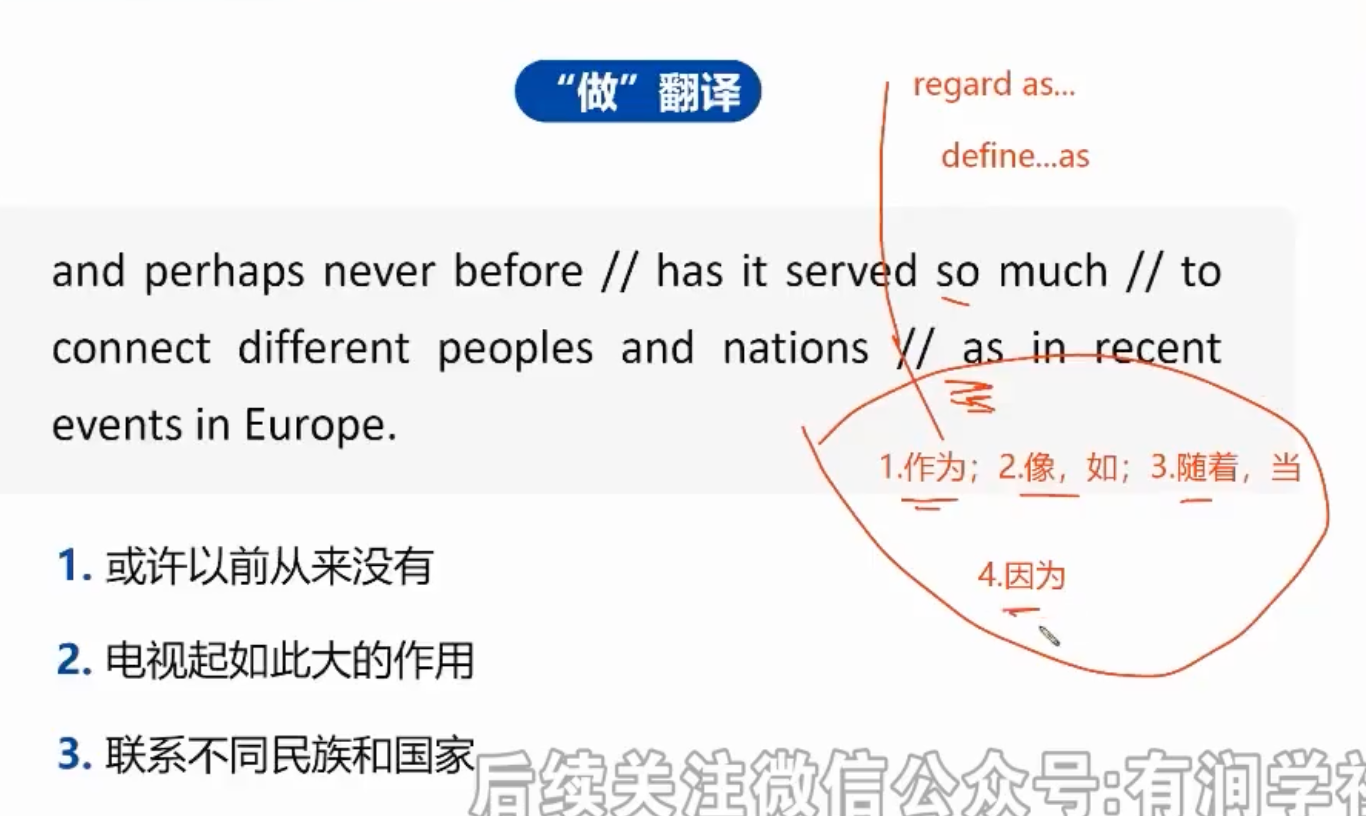 “做”翻译
regard as...
define...as
and perhaps never before // has it served so much // to
connect different peoples and nations // as in recent
events in Europe.
1.作为；2.像，如；3.随着，当
4.因为
1. 或许以前从来没有
2. 电视起如此大的作用
3. 联系不同民族和国家
后续关注微信公众号:有涧学社